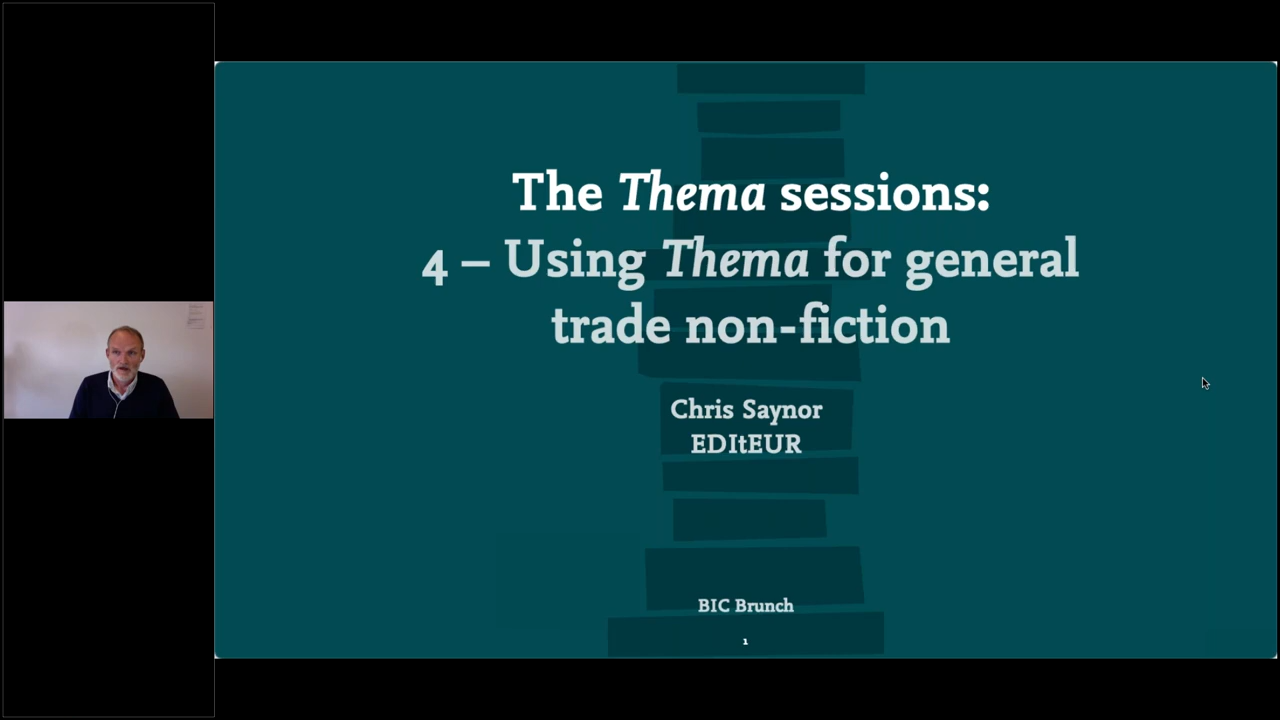 The Thema sessions:
4 – Using Thema for general
trade non-fiction
Chris Saynor
EDItEUR
BIC Brunch
1